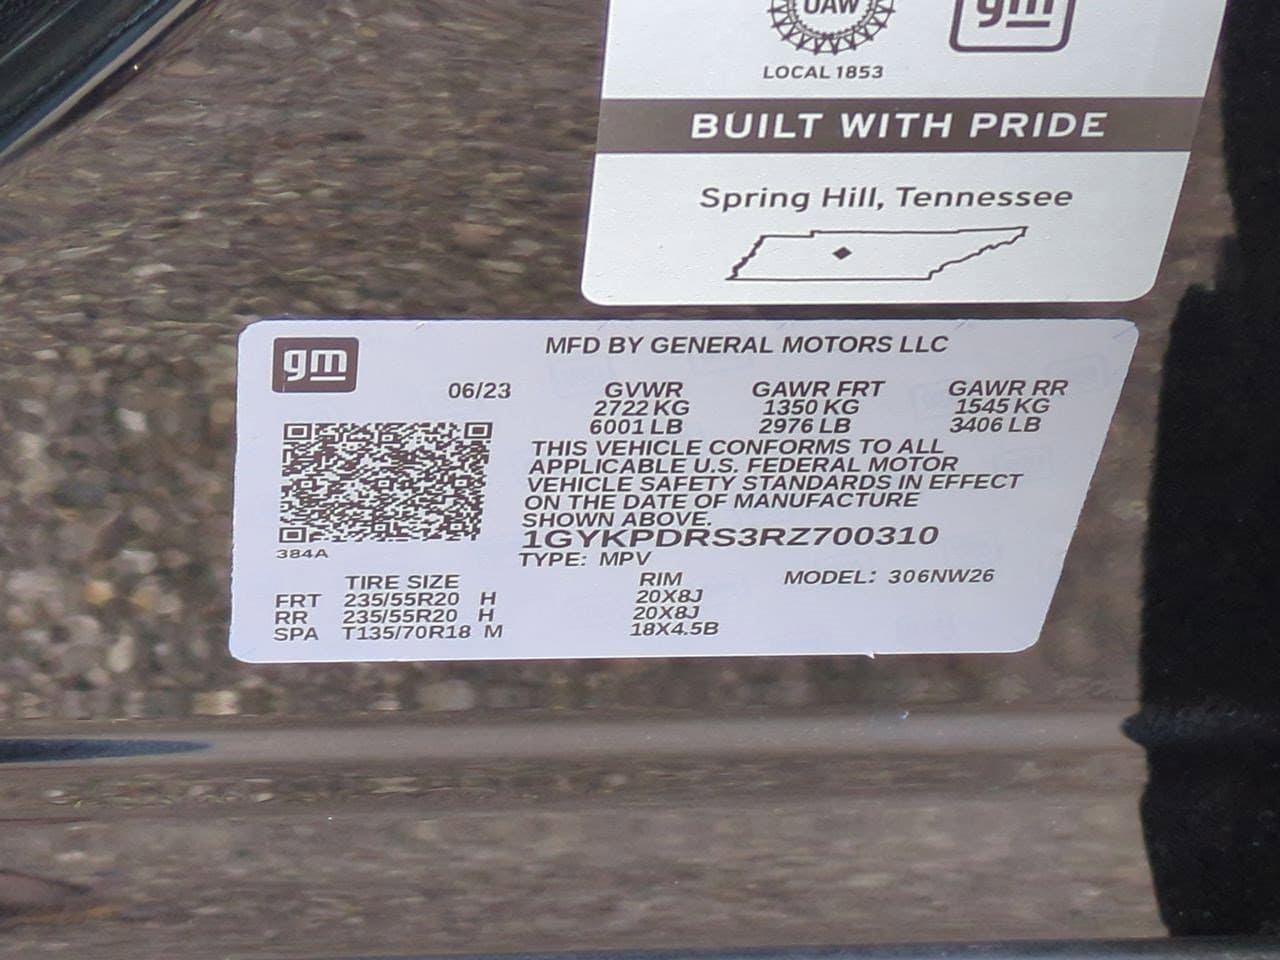 UAW
gm
LOCAL 1853
BUILT WITH PRIDE
Spring Hill, Tennessee
gm
MFD BY GENERAL MOTORS LLC
06/23 GVWR GAWR FRT GAWR RR
2722 KG 1350 KG 1545 KG
6001 LB 2976 LB 3406 LB
THIS VEHICLE CONFORMS TO ALL
APPLICABLE U.S. FEDERAL MOTOR
VEHICLE SAFETY STANDARDS IN EFFECT
ON THE DATE OF MANUFACTURE
SHOWN ABOVE.
1GYKPDRS3RZ700310
384A
TYPE: MPV
TIRE SIZE RIM MODEL: 306NW26
FRT 235/55R20 H 20X8J
RR 235/55R20 H 20X8J
SPA T135/70R18 M 18X4.5B